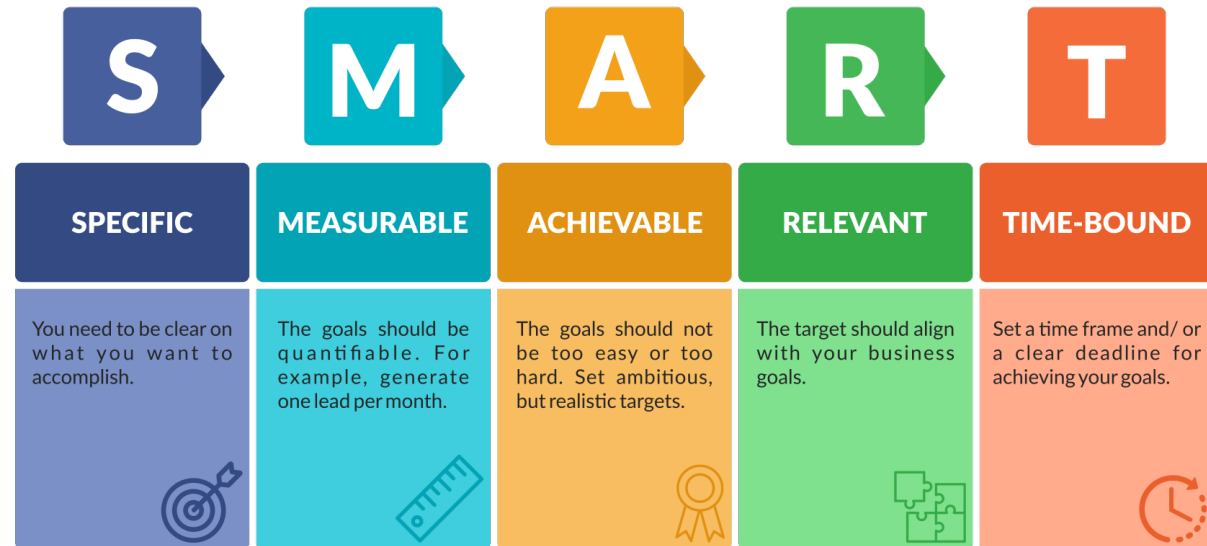 S
M
A
R
T
SPECIFIC
You need to be clear on
what you want to
accomplish.
MEASURABLE
The goals should be
quantifiable. For
example, generate
one lead per month.
ACHIEVABLE
The goals should not
be too easy or too
hard. Set ambitious,
but realistic targets.
RELEVANT
The target should align
with your business
goals.
TIME-BOUND
Set a time frame and/ or
a clear deadline for
achieving your goals.